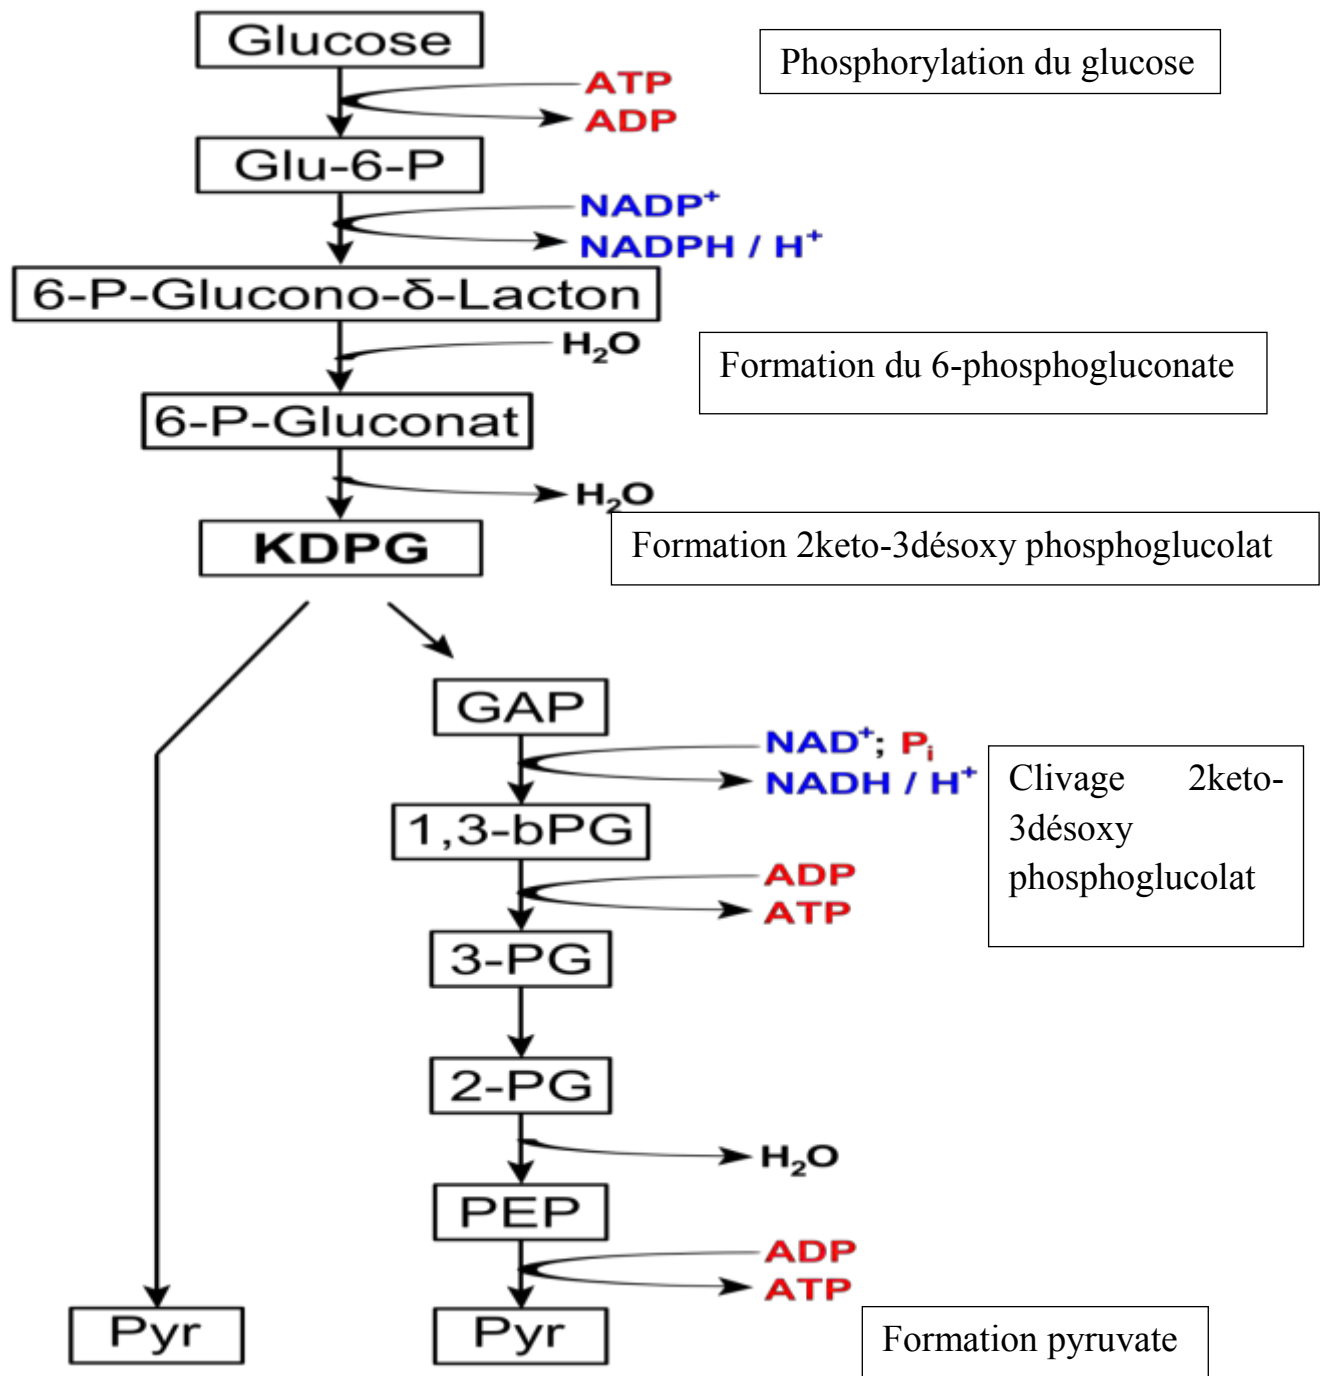 Glucose
Phosphorylation du glucose
ATP
ADP
Glu-6-P
NADP⁺
NADPH / H⁺
6-P-Glucono-δ-Lacton
H₂O
Formation du 6-phosphogluconate
6-P-Gluconat
H₂O
KDPG
Formation 2keto-3désoxy phosphoglucolat
GAP
NAD⁺; Pᵢ
NADH / H⁺
Clivage 2keto-
3désoxy
phosphoglucolat
1,3-bPG
ADP
ATP
3-PG
2-PG
H₂O
PEP
ADP
ATP
Pyr
Pyr
Formation pyruvate